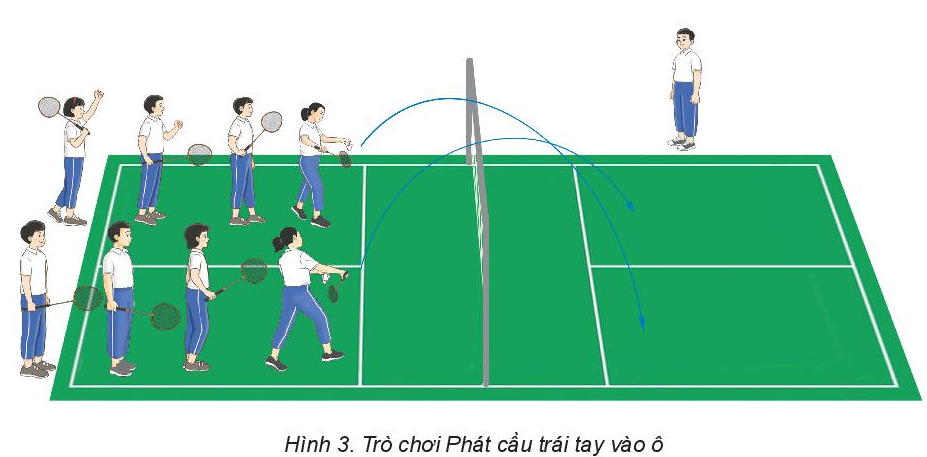 Hình 3. Trò chơi Phát cầu trái tay vào ô